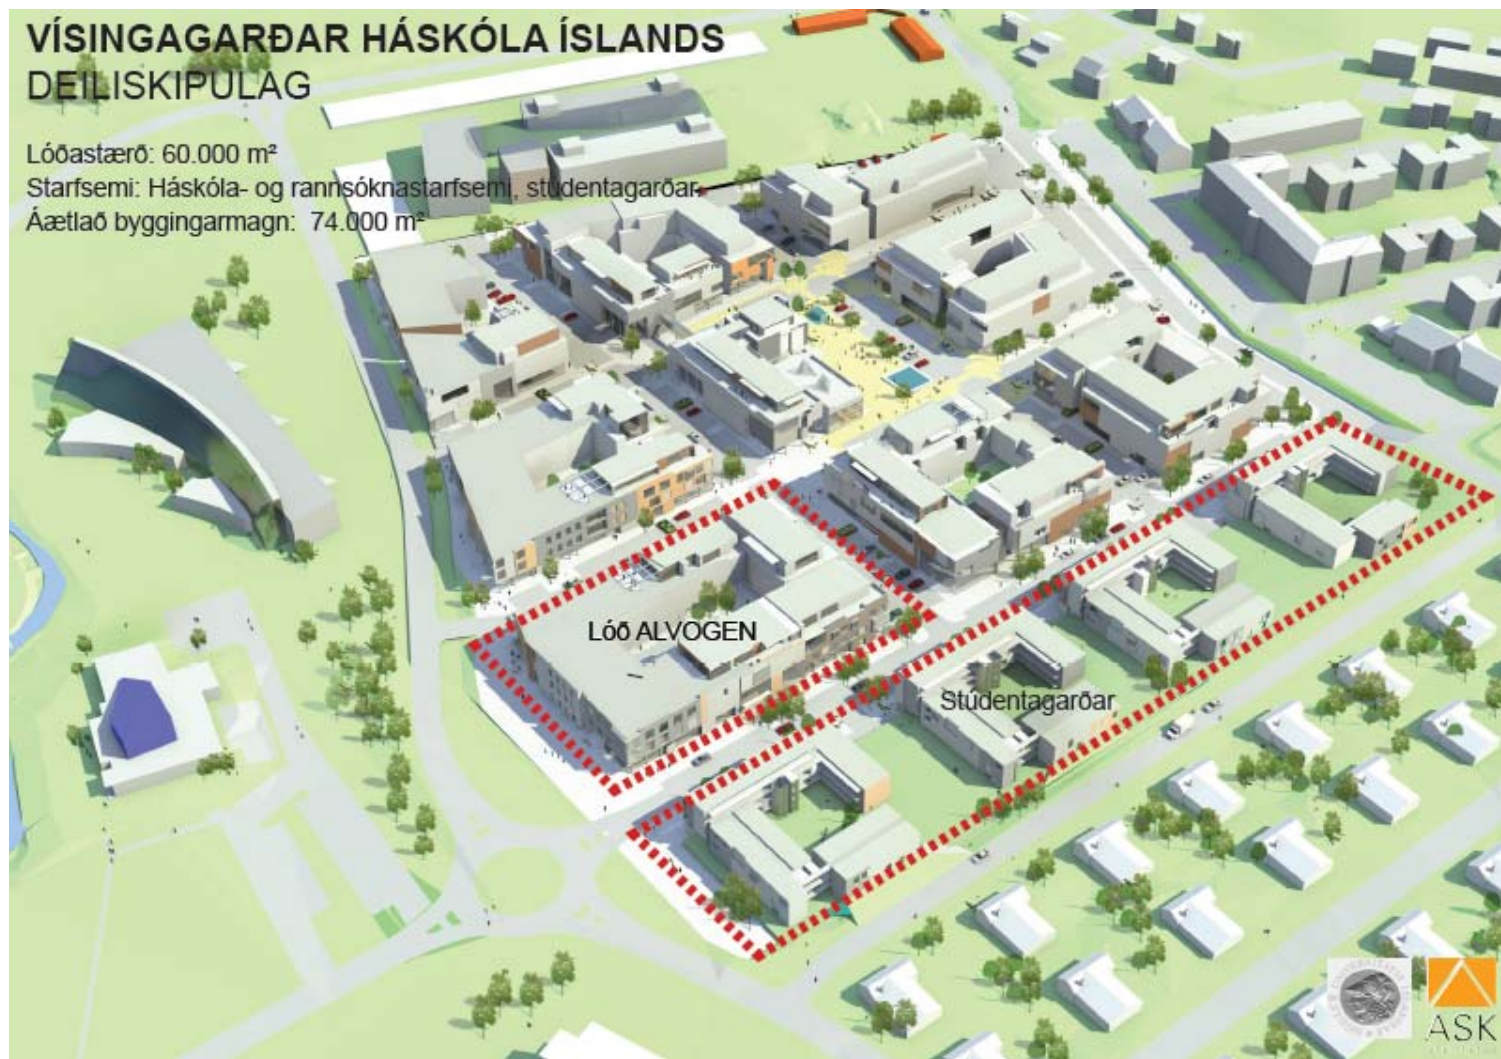 VÍSINGAGARÐAR HÁSKÓLA ÍSLANDS
DEILISKIPULAG
Lóðastærð: 60.000 m²
Starfsemi: Háskóla- og rannsóknastarfsemi, stúdentagarðar.
Áætlað byggingarmagn: 74.000 m²
Lóð ALVOGEN
Stúdentagarðar
ASK